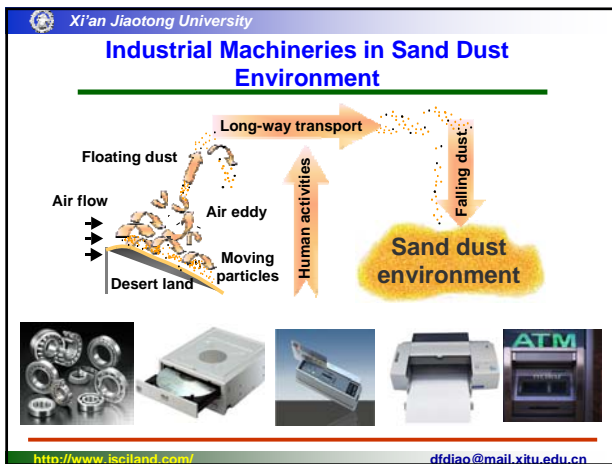 Xi'an Jiaotong University
Industrial Machineries in Sand Dust
Environment
Long-way transport
Floating dust
Air flow
Air eddy
Moving
particles
Desert land
Human activities
Falling dust
Sand dust
environment
ATM
http://www.isciland.com/
dfdiao@mail.xjtu.edu.cn